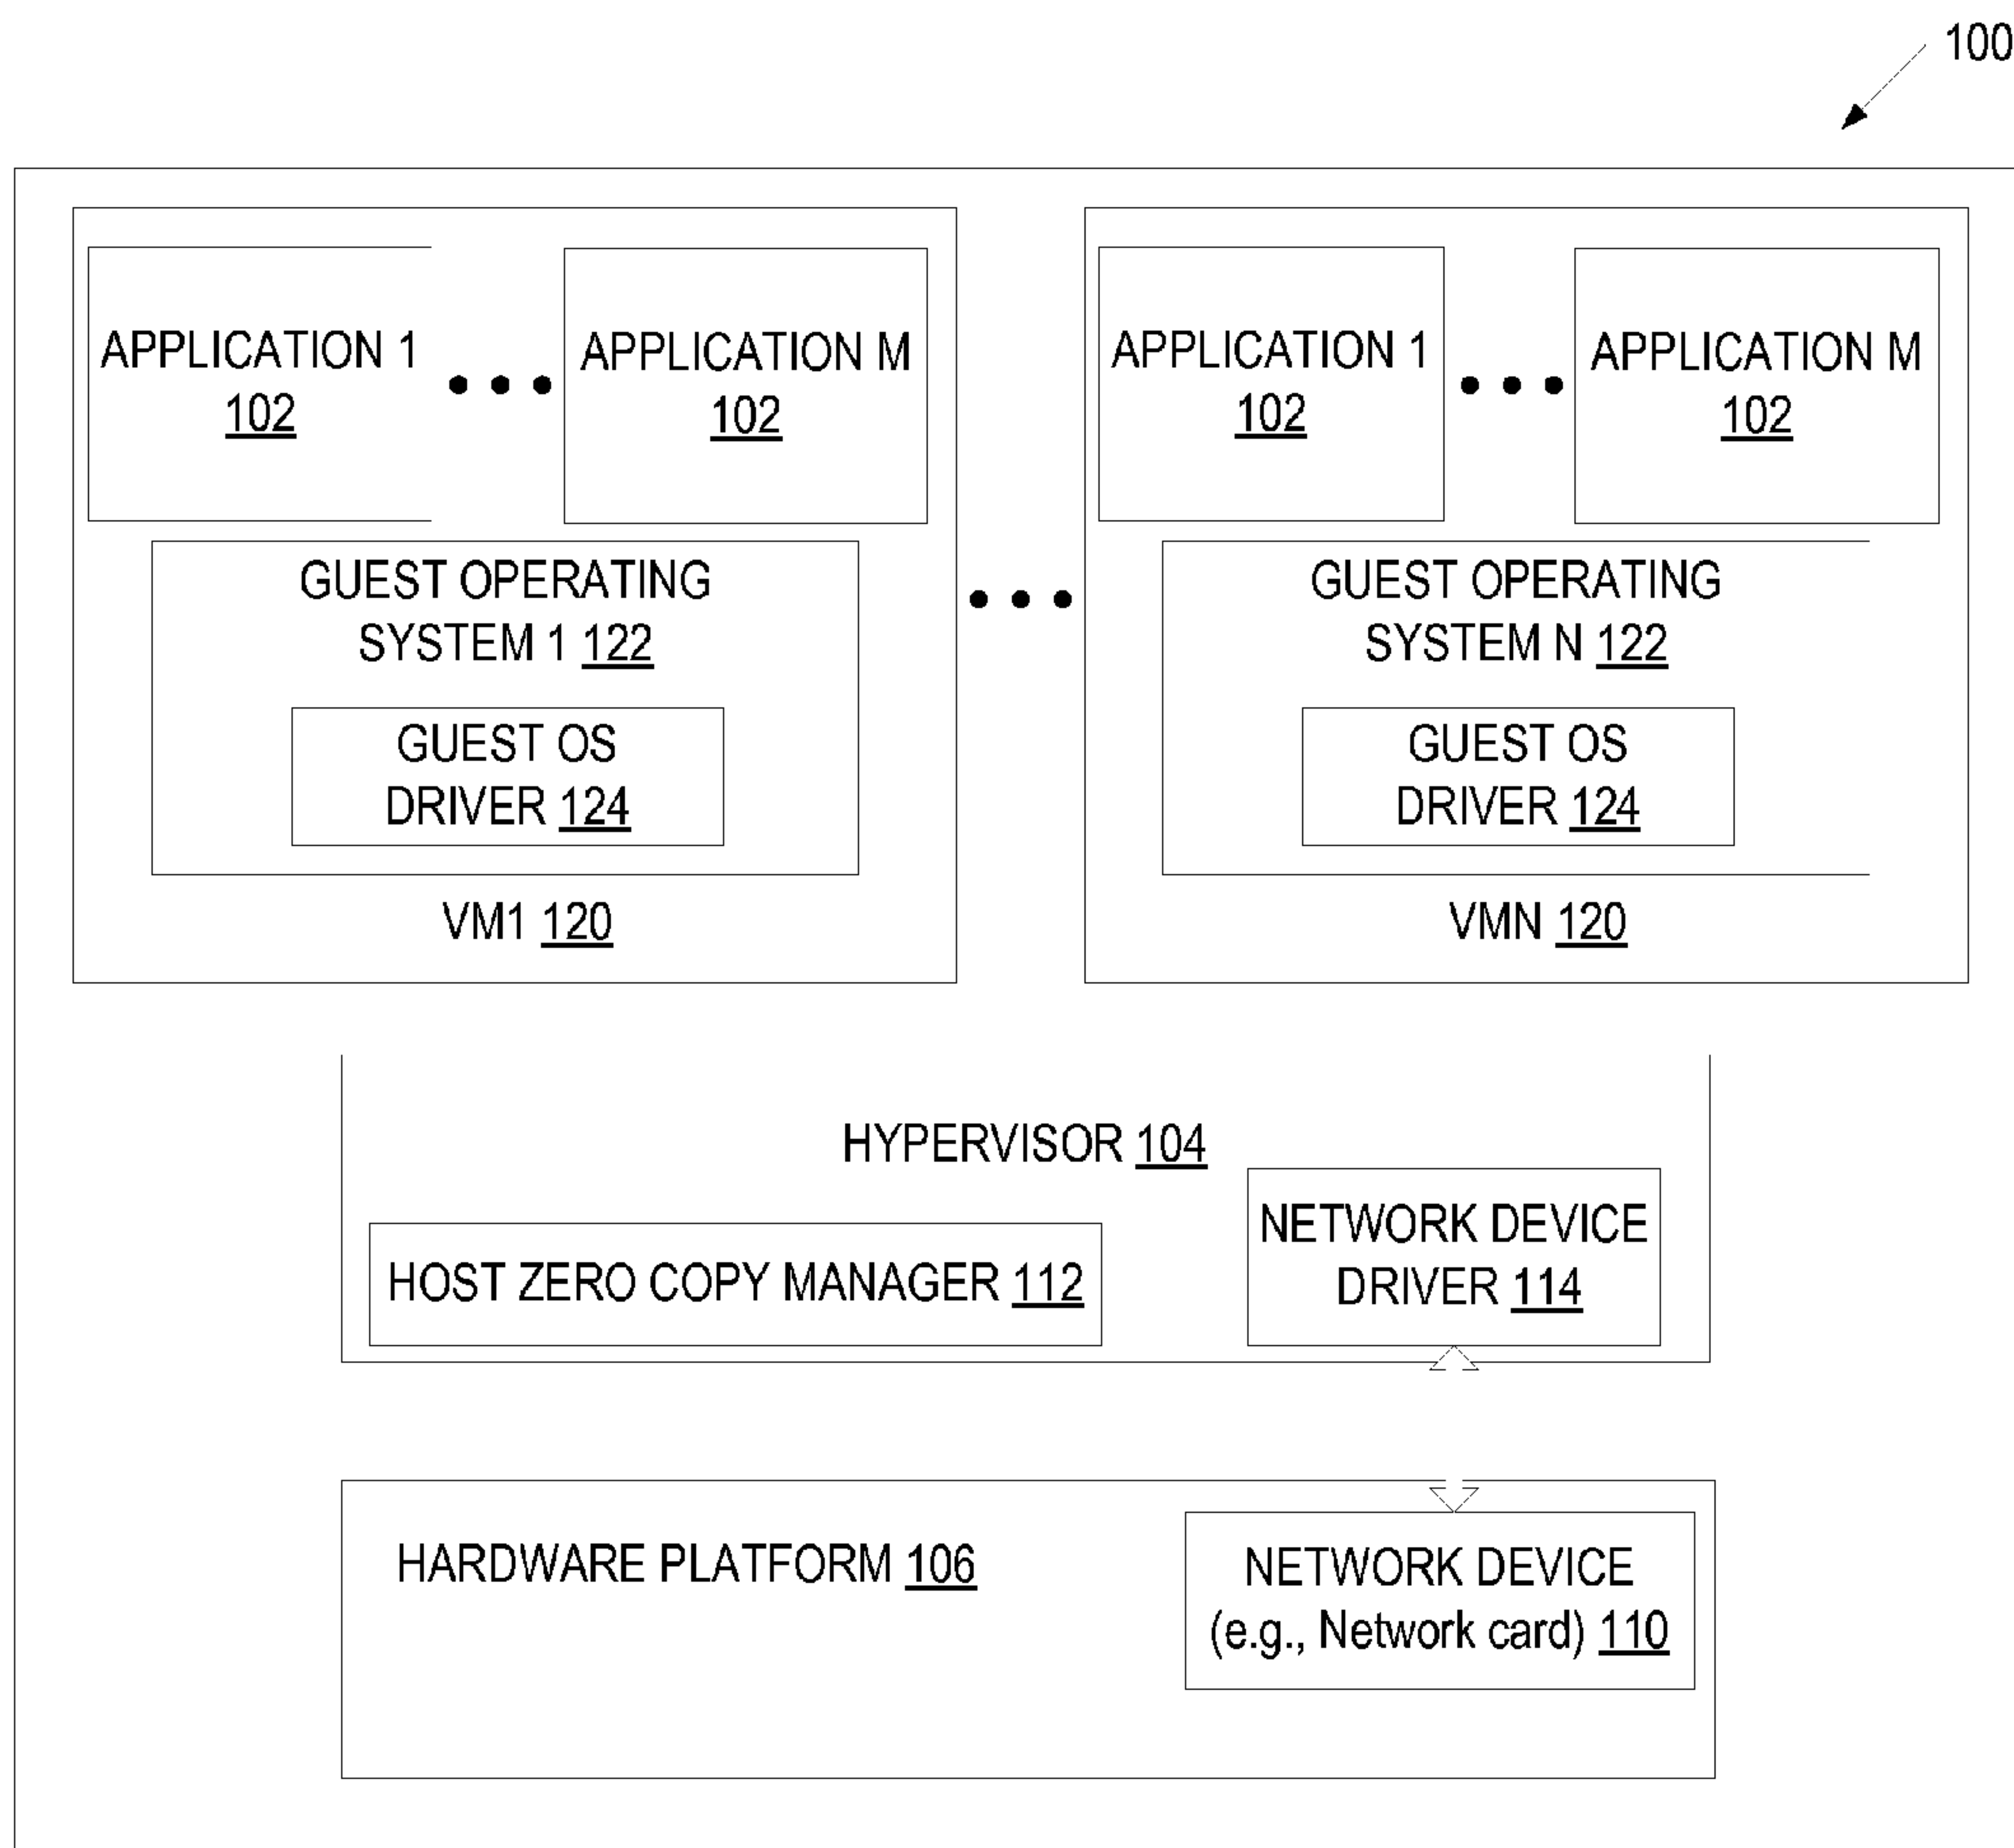 100
APPLICATION 1
102
APPLICATION M
102
APPLICATION 1
102
APPLICATION M
102
GUEST OPERATING
SYSTEM 1 122
GUEST OS
DRIVER 124
VM1 120
GUEST OPERATING
SYSTEM N 122
GUEST OS
DRIVER 124
VMN 120
HYPERVISOR 104
HOST ZERO COPY MANAGER 112
NETWORK DEVICE
DRIVER 114
HARDWARE PLATFORM 106
NETWORK DEVICE
(e.g., Network card) 110